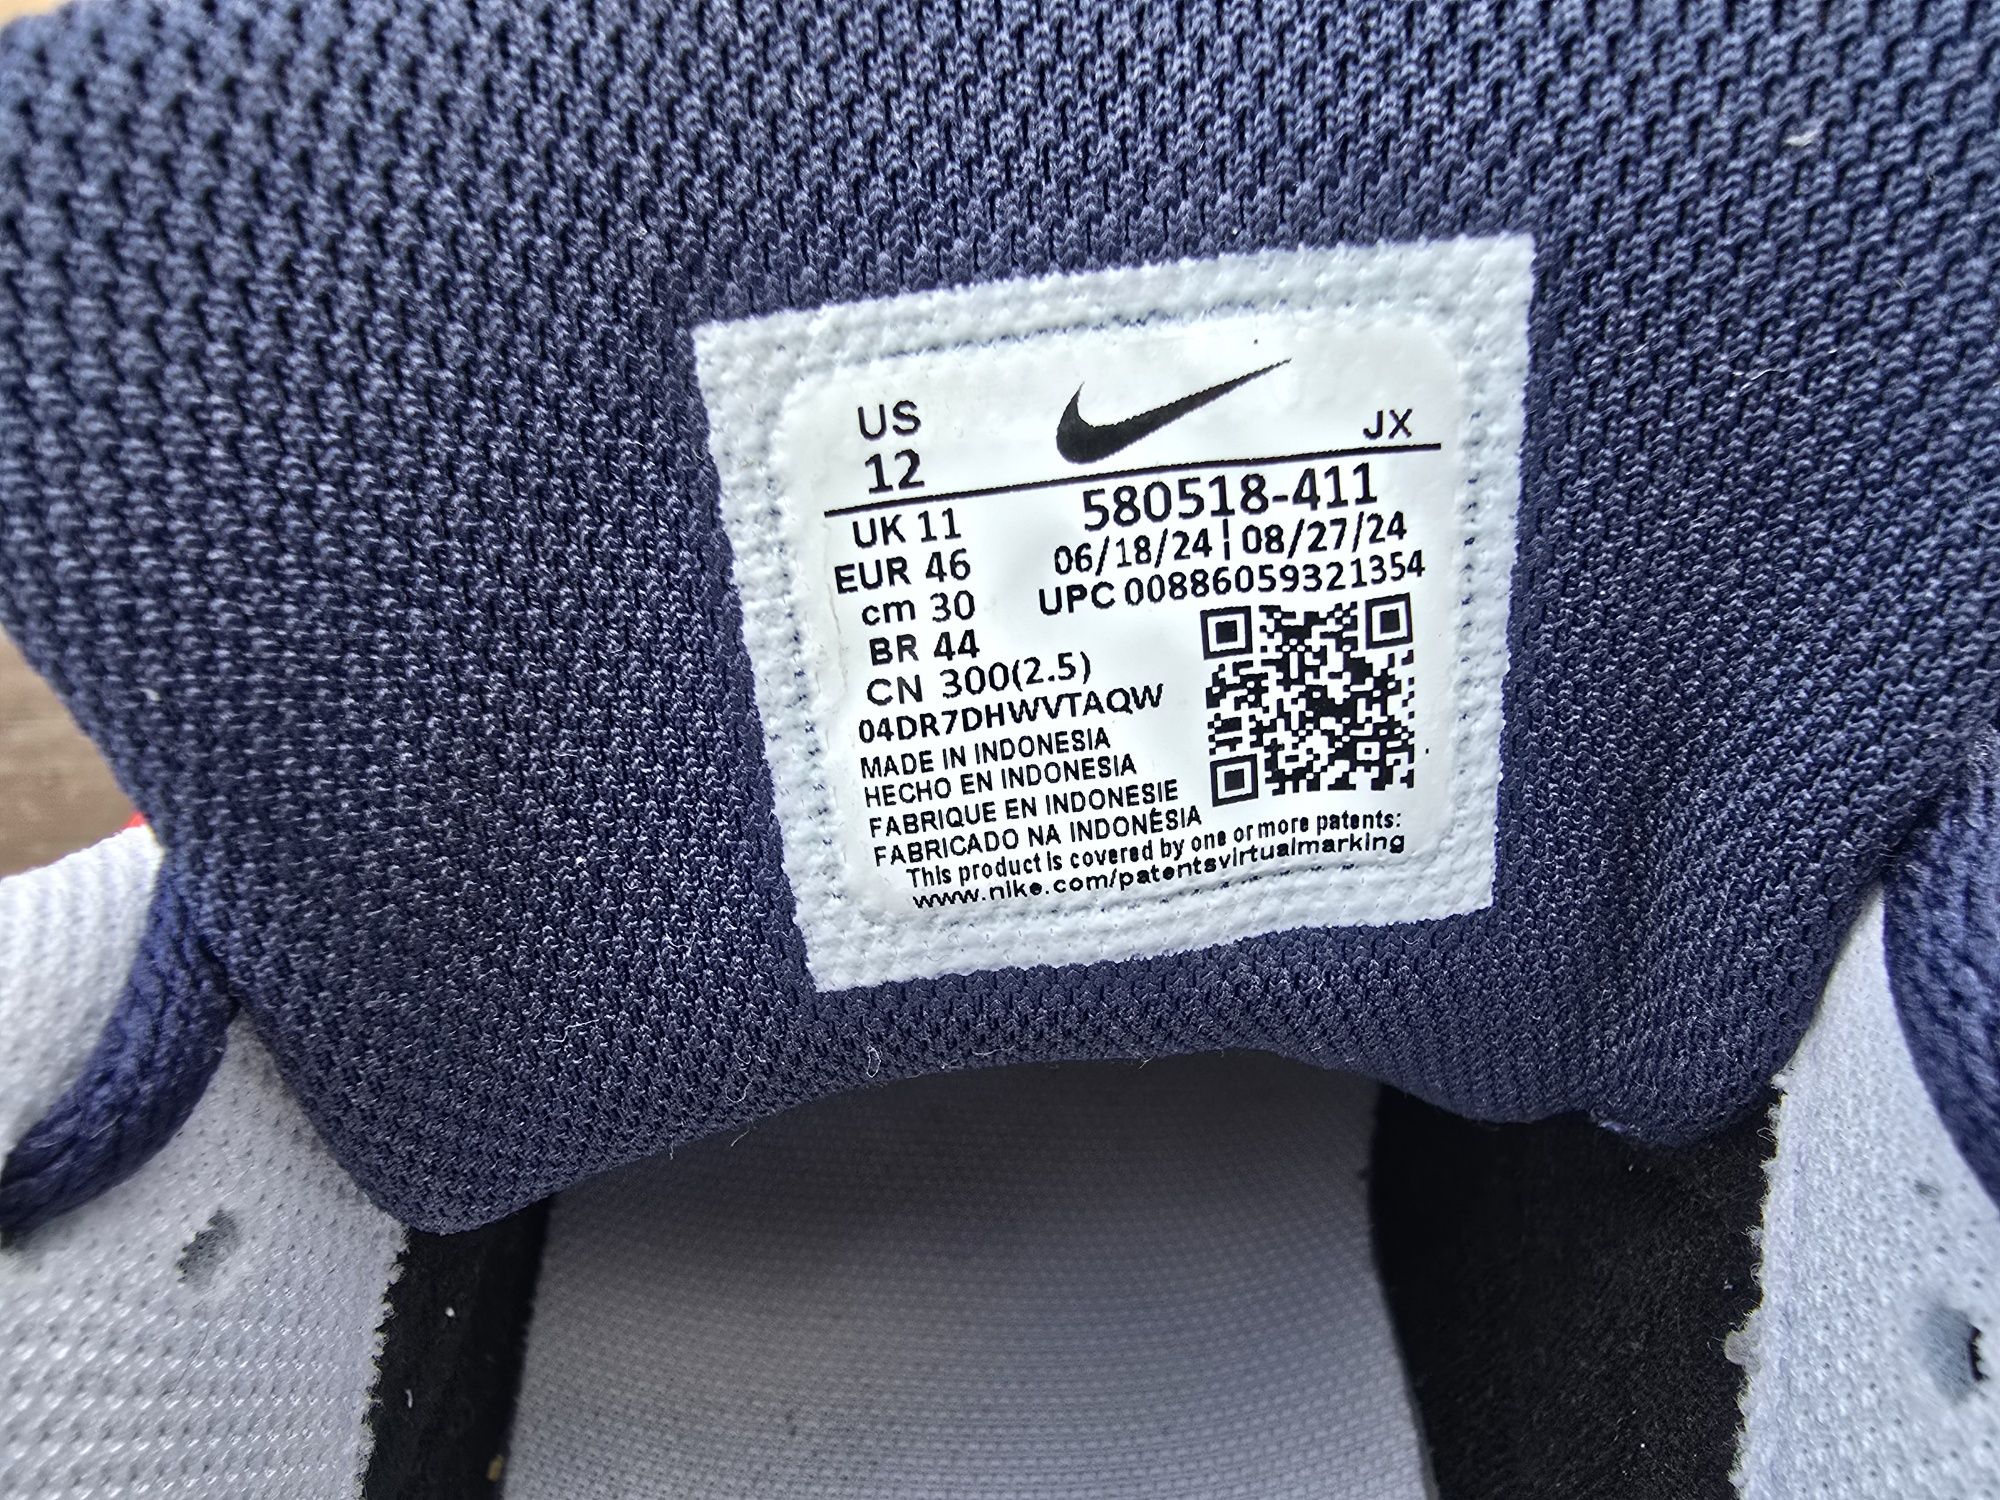 US
12
JX
580518-411
UK 11
06/18/24 | 08/27/24
EUR 46
UPC 00886059321354
cm 30
BR 44
CN 300(2.5)
04DR7DHWVTAQW
MADE IN INDONESIA
HECHO EN INDONESIA
FABRIQUE EN INDONESIE
FABRICADO NA INDONÉSIA
This product is covered by one or more patents:
www.nike.com/patentsvirtualmarking